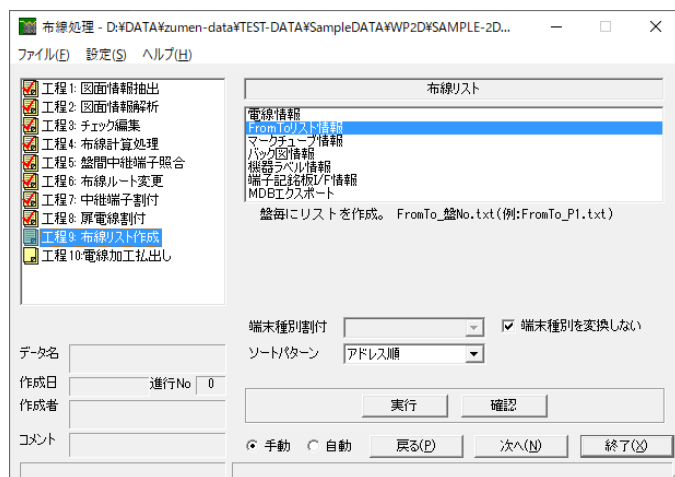 布線処理 - D:¥DATA¥zumen-data¥TEST-DATA¥SampleDATA¥WP2D¥SAMPLE-2D...
ファイル(F) 設定(S) ヘルプ(H)
工程1: 図面情報抽出
工程2: 図面情報解析
工程3: チェック編集
工程4: 布線計算処理
工程5: 盤間中継端子照合
工程6: 布線ルート変更
工程7: 中継端子割付
工程8: 扉電線割付
工程9: 布線リスト作成
工程10:電線加工払出し
布線リスト
電線情報
FromToリスト情報
マークチューブ情報
バック図情報
機器ラベル情報
端子記銘板I/F情報
MDBエクスポート
盤毎にリストを作成。 FromTo_盤No.txt(例:FromTo_P1.txt)
端末種別割付
端末種別を変換しない
ソートパターン アドレス順
データ名
作成日 進行No 0
作成者
コメント
実行 確認
手動 自動 戻る(P) 次へ(N) 終了(X)